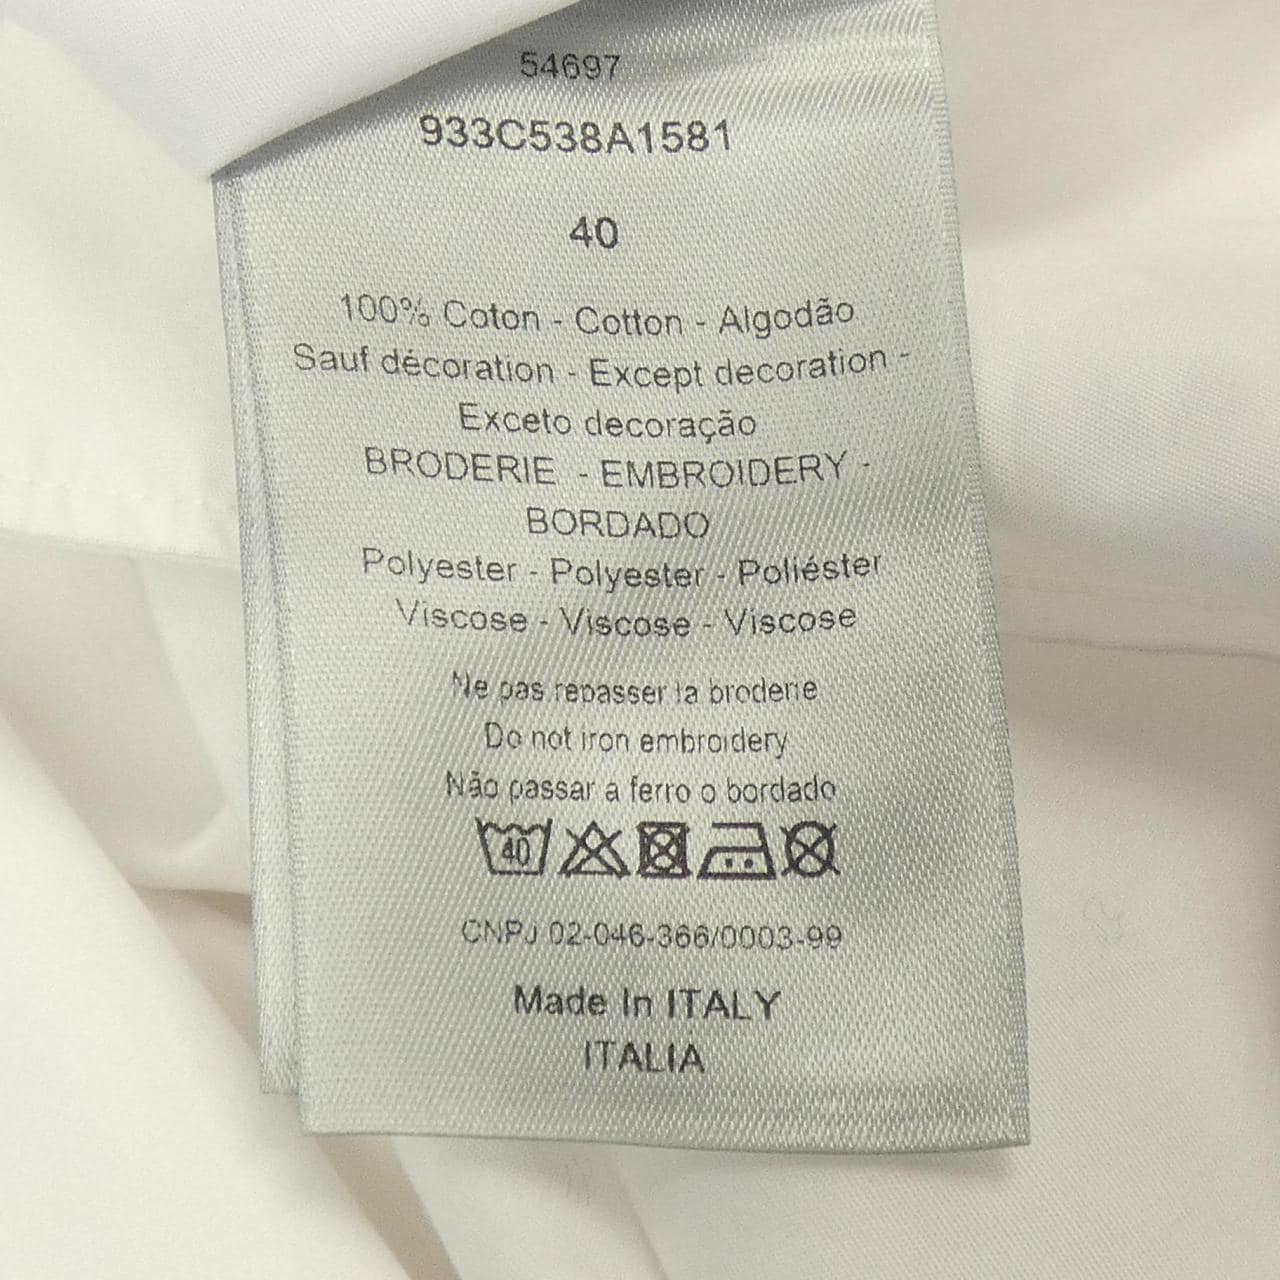 54697
933C538A1581
40
100% Coton - Cotton - Algodão
Sauf décoration - Except decoration -
Exceto decoração
BRODERIE - EMBROIDERY -
BORDADO
Polyester - Polyester - Poliéster
Viscose - Viscose - Viscose
Ne pas repasser la broderie
Do not iron embroidery
Não passar a ferro o bordado
40
CNPJ 02-046-366/0003-99
Made In ITALY
ITALIA